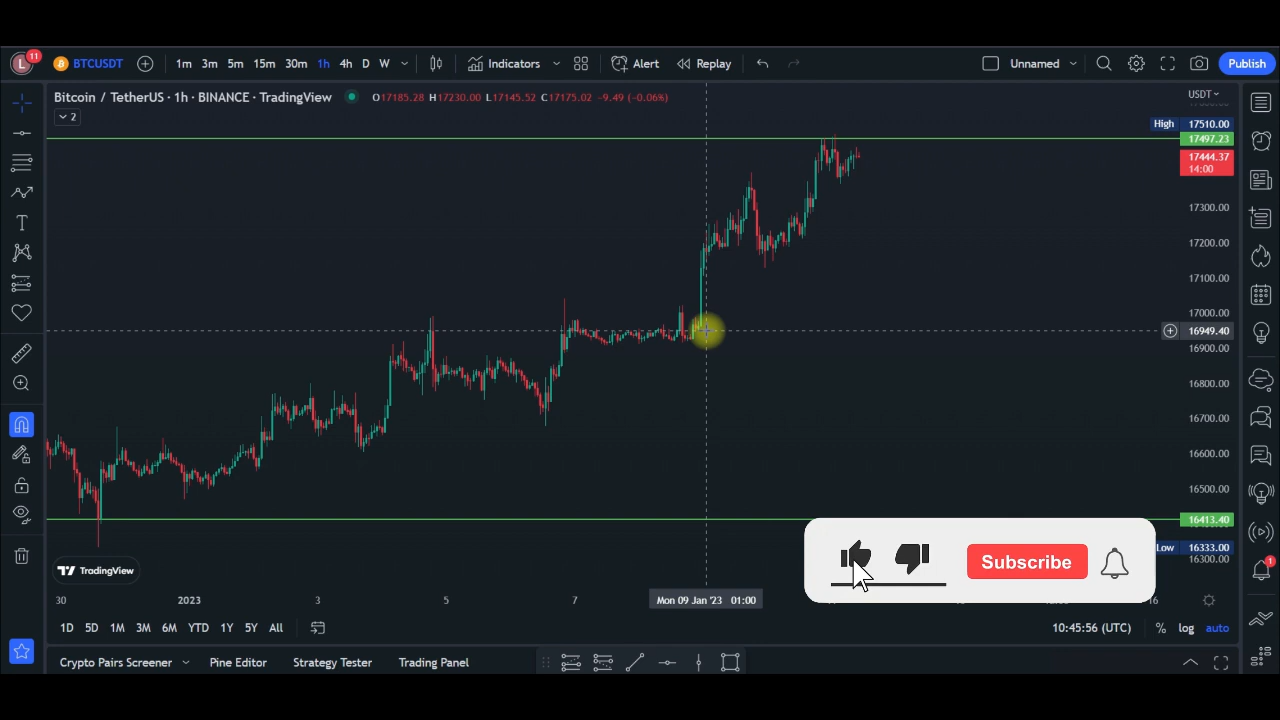 L 11 BTCUSDT 1m 3m 5m 15m 30m 1h 4h D W Indicators Alert Replay Unnamed Publish
Bitcoin / TetherUS · 1h · BINANCE · TradingView O17185.28 H17230.00 L17145.52 C17175.02 -9.49 (-0.06%) USDT
2
High 17510.00
17497.23
17444.37
14:00
17300.00
17200.00
17100.00
17000.00
16949.40
16900.00
16800.00
16700.00
16600.00
16500.00
16413.40
Low 16333.00
16300.00
Subscribe
TradingView
1
30 2023 3 5 7 Mon 09 Jan '23 01:00 16
1D 5D 1M 3M 6M YTD 1Y 5Y All 10:45:56 (UTC) % log auto
Crypto Pairs Screener Pine Editor Strategy Tester Trading Panel